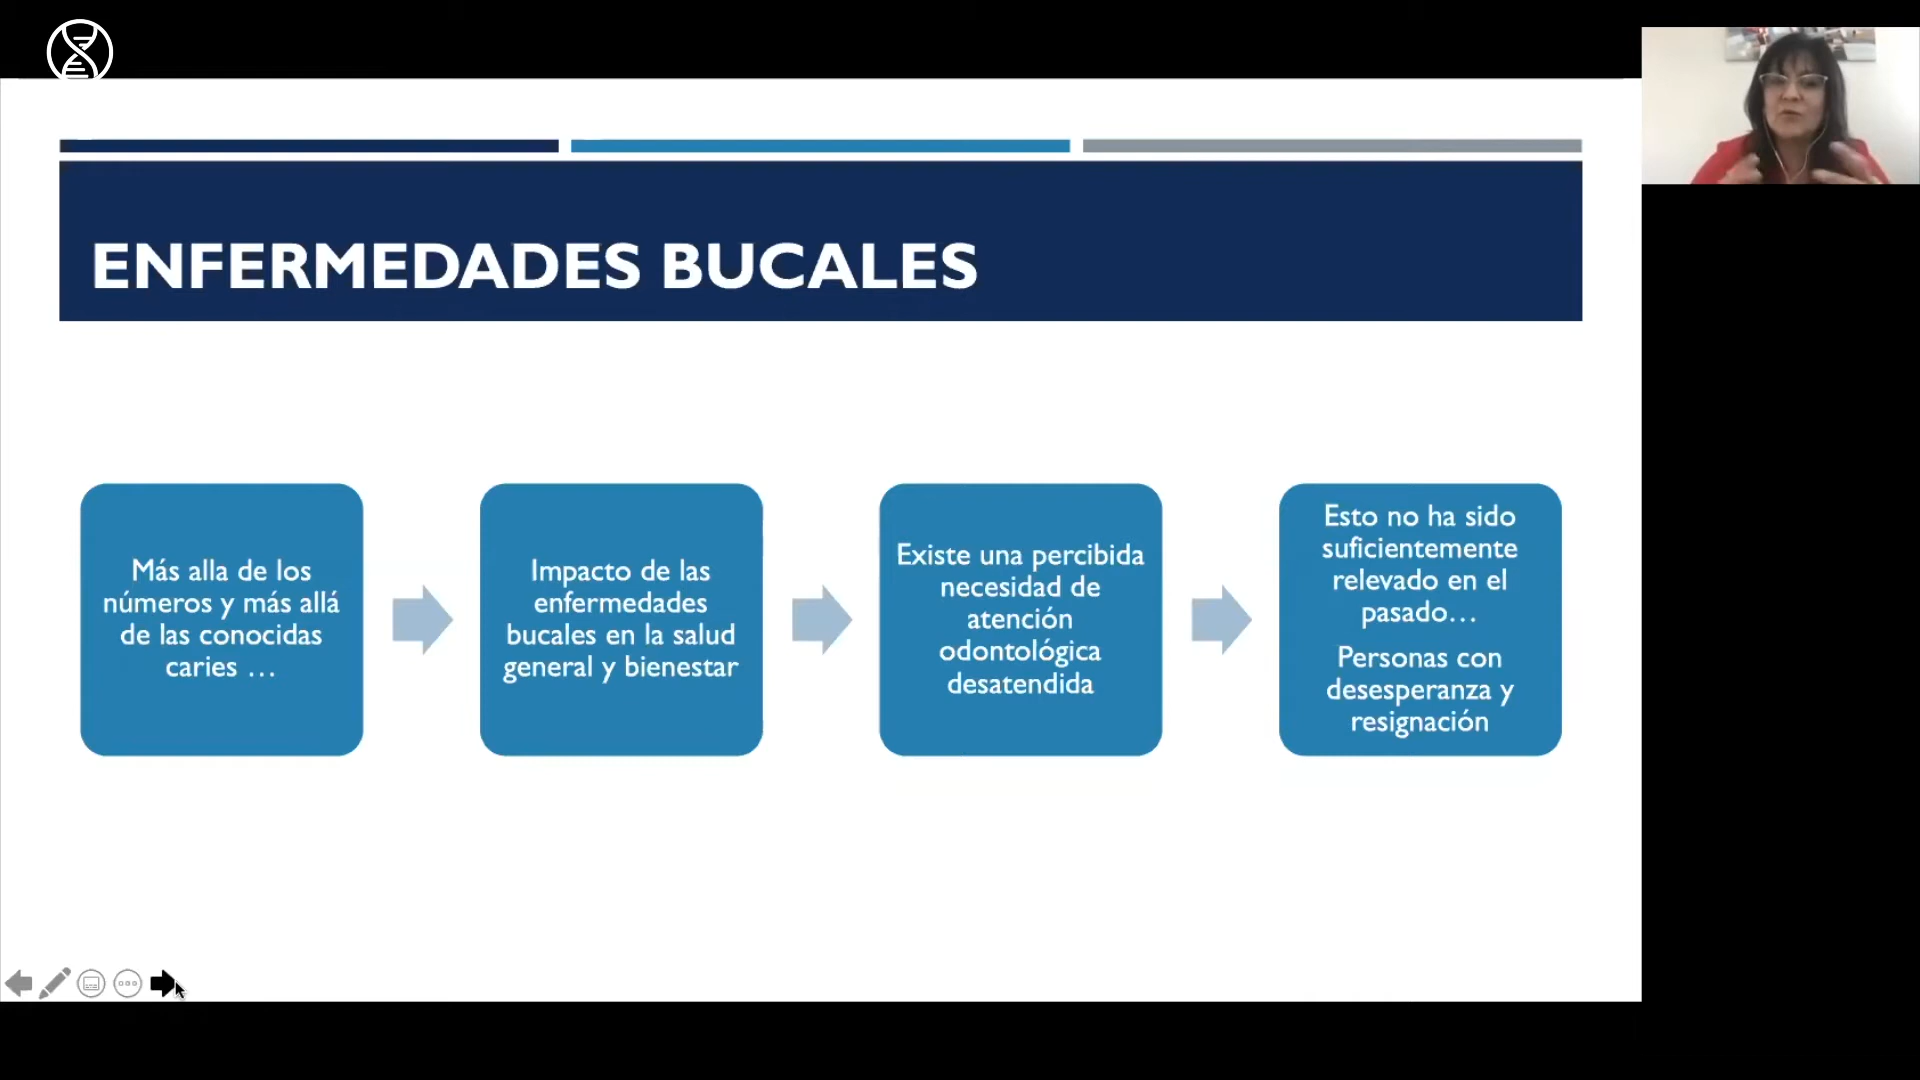 ENFERMEDADES BUCALES
Más alla de los
números y más allá
de las conocidas
caries …
Impacto de las
enfermedades
bucales en la salud
general y bienestar
Existe una percibida
necesidad de
atención
odontológica
desatendida
Esto no ha sido
suficientemente
relevado en el
pasado…
Personas con
desesperanza y
resignación